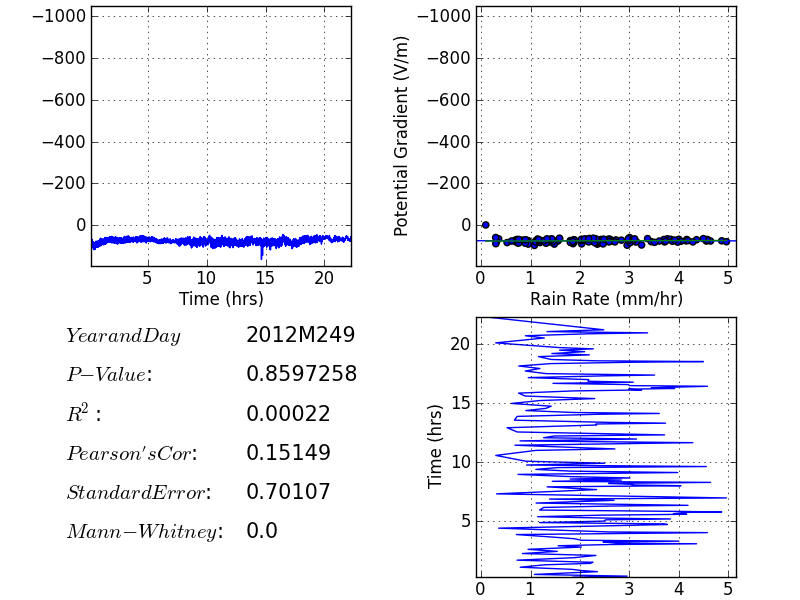 −1000
−800
−600
−400
−200
0
5 10 15 20
Time (hrs)
Potential Gradient (V/m)
−1000
−800
−600
−400
−200
0
0 1 2 3 4 5
Rain Rate (mm/hr)
YearandDay 2012M249
P−Value: 0.8597258
R²: 0.00022
Pearson'sCor: 0.15149
StandardError: 0.70107
Mann−Whitney: 0.0
Time (hrs)
20
15
10
5
0 1 2 3 4 5